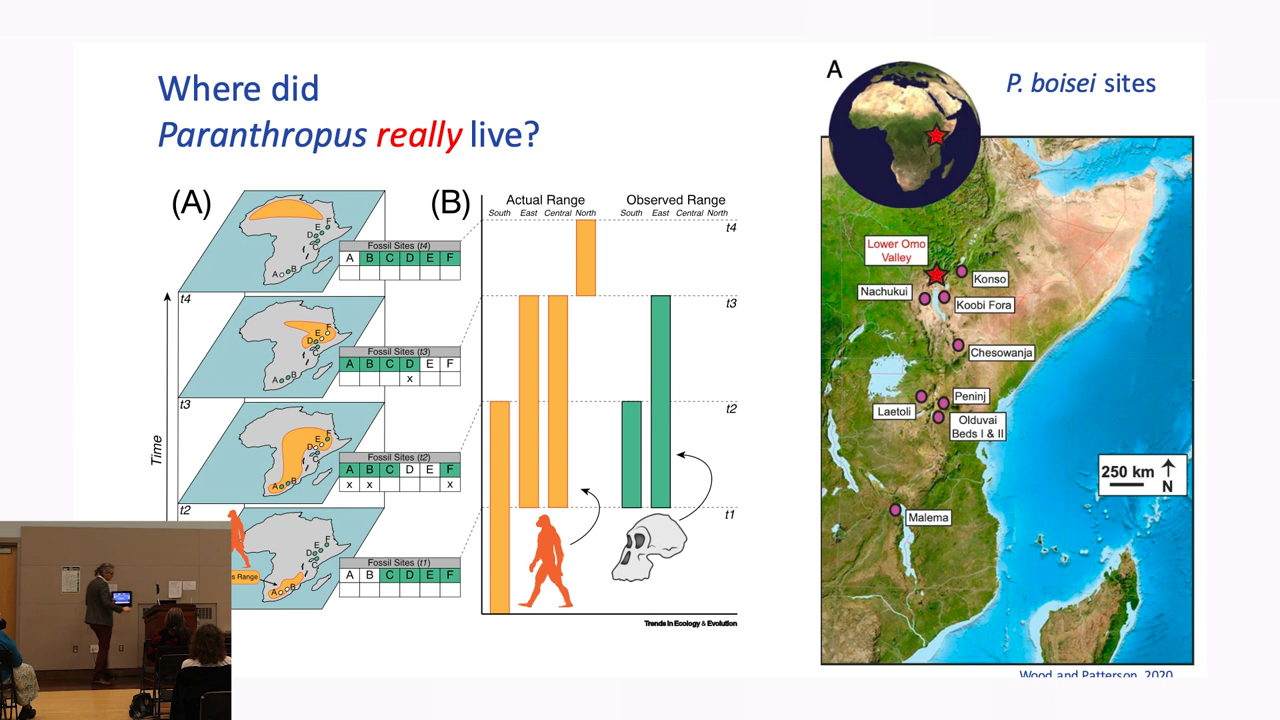 Where did
Paranthropus really live?
(A)
Fossil Sites (t4)
A B C D E F
t4
Fossil Sites (t3)
A B C D E F
x
t3
Fossil Sites (t2)
A B C D E F
x x x
t2
Fossil Sites (t1)
A B C D E F
s Range
Time
A B C D E F
A B D E F
A B D E F
A B C D E F
(B)
Actual Range Observed Range
South East Central North South East Central North
t4
t3
t2
t1
Trends in Ecology & Evolution
A
P. boisei sites
Lower Omo
Valley
Konso
Nachukui
Koobi Fora
Chesowanja
Peninj
Laetoli
Olduvai
Beds I & II
250 km
N
Malema
Wood and Patterson, 2020